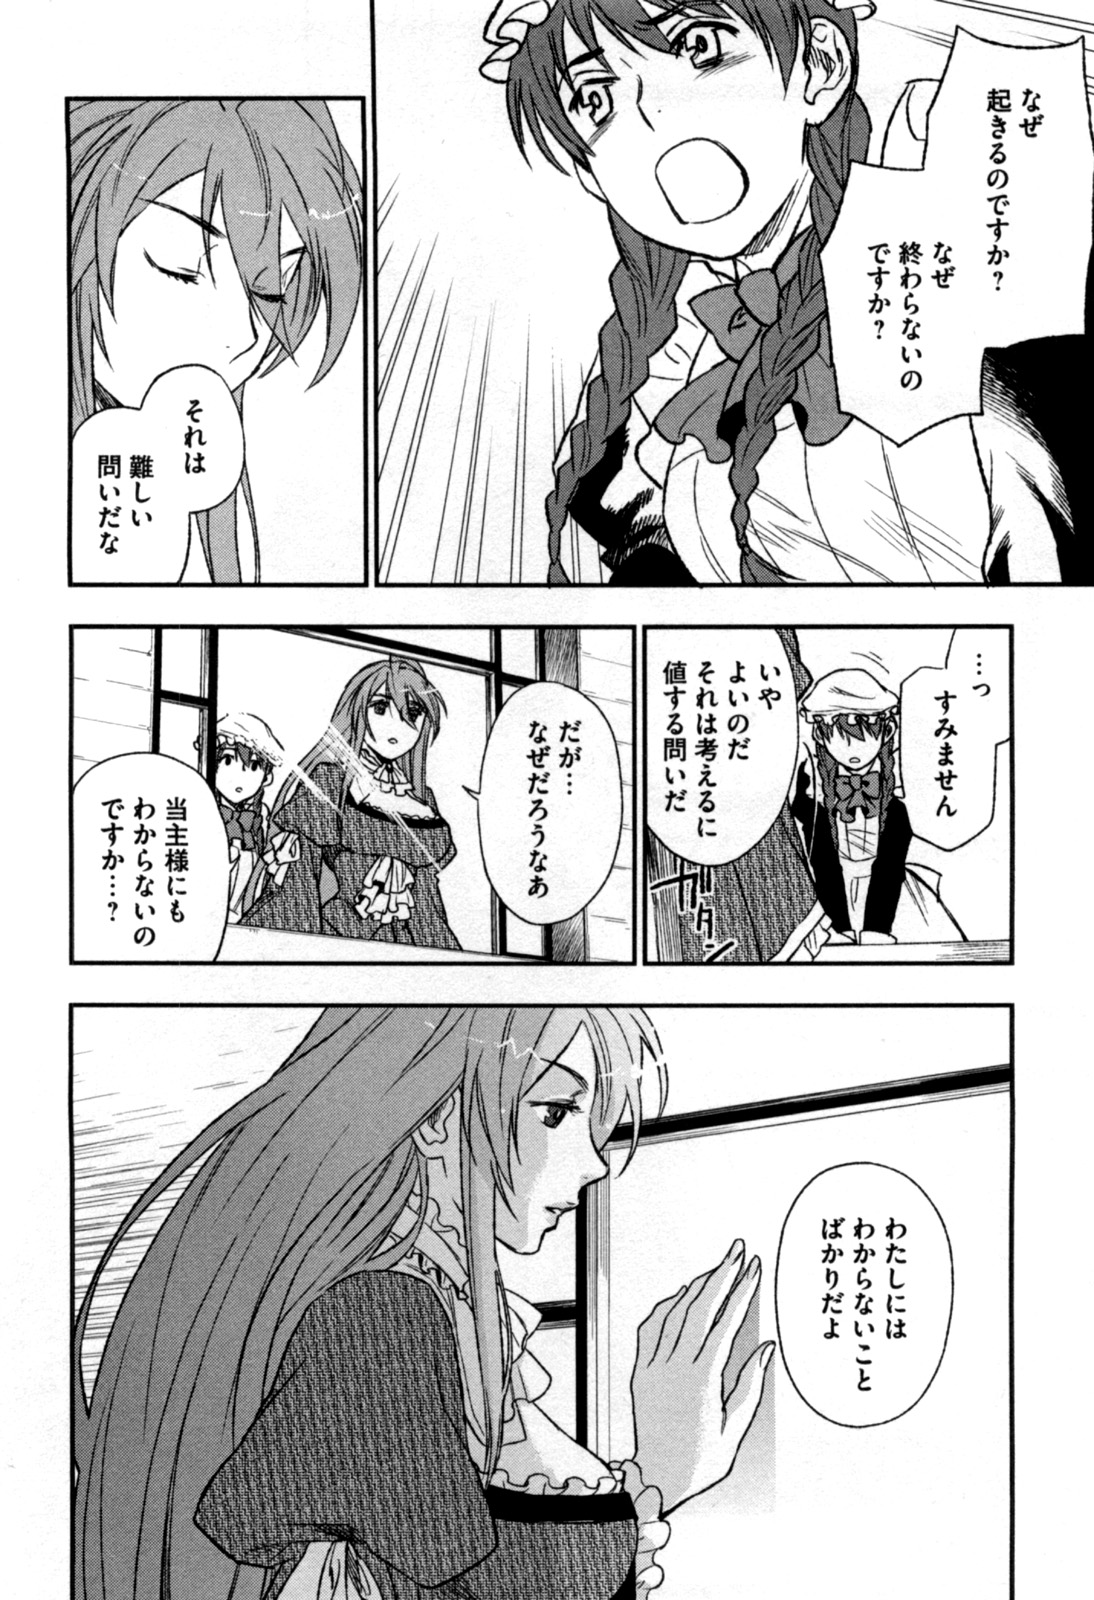 なぜ
起きるのですか？
なぜ
終わらないの
ですか？
それは
難しい
問いだな
…っ
すみません
いや
よいのだ
それは考えるに
値する問いだ
ガタン
だが…
なぜだろうなあ
当主様にも
わからないの
ですか…？
わたしには
わからないこと
ばかりだよ